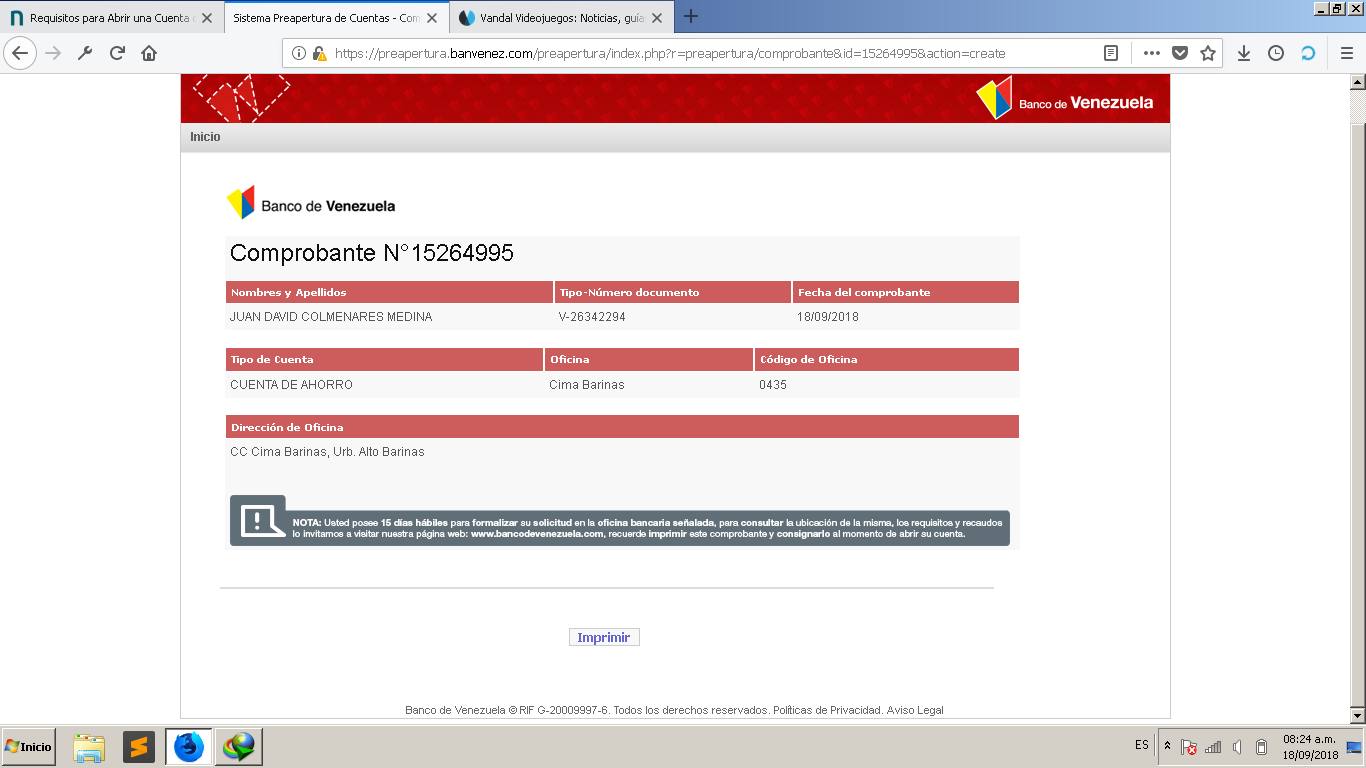 Requisitos para Abrir una Cuenta
Sistema Preapertura de Cuentas - Com
Vandal Videojuegos: Noticias, guía
https://preapertura.banvenez.com/preapertura/index.php?r=preapertura/comprobante&id=15264995&action=create
Banco de Venezuela
Inicio
Banco de Venezuela
Comprobante N°15264995
Nombres y Apellidos Tipo-Número documento Fecha del comprobante
JUAN DAVID COLMENARES MEDINA V-26342294 18/09/2018
Tipo de Cuenta Oficina Código de Oficina
CUENTA DE AHORRO Cima Barinas 0435
Dirección de Oficina
CC Cima Barinas, Urb. Alto Barinas
NOTA: Usted posee 15 días hábiles para formalizar su solicitud en la oficina bancaria señalada, para consultar la ubicación de la misma, los requisitos y recaudos
lo invitamos a visitar nuestra página web: www.bancodevenezuela.com, recuerde imprimir este comprobante y consignarlo al momento de abrir su cuenta.
Imprimir
Banco de Venezuela © RIF G-20009997-6. Todos los derechos reservados. Políticas de Privacidad. Aviso Legal
Inicio
ES
08:24 a.m.
18/09/2018